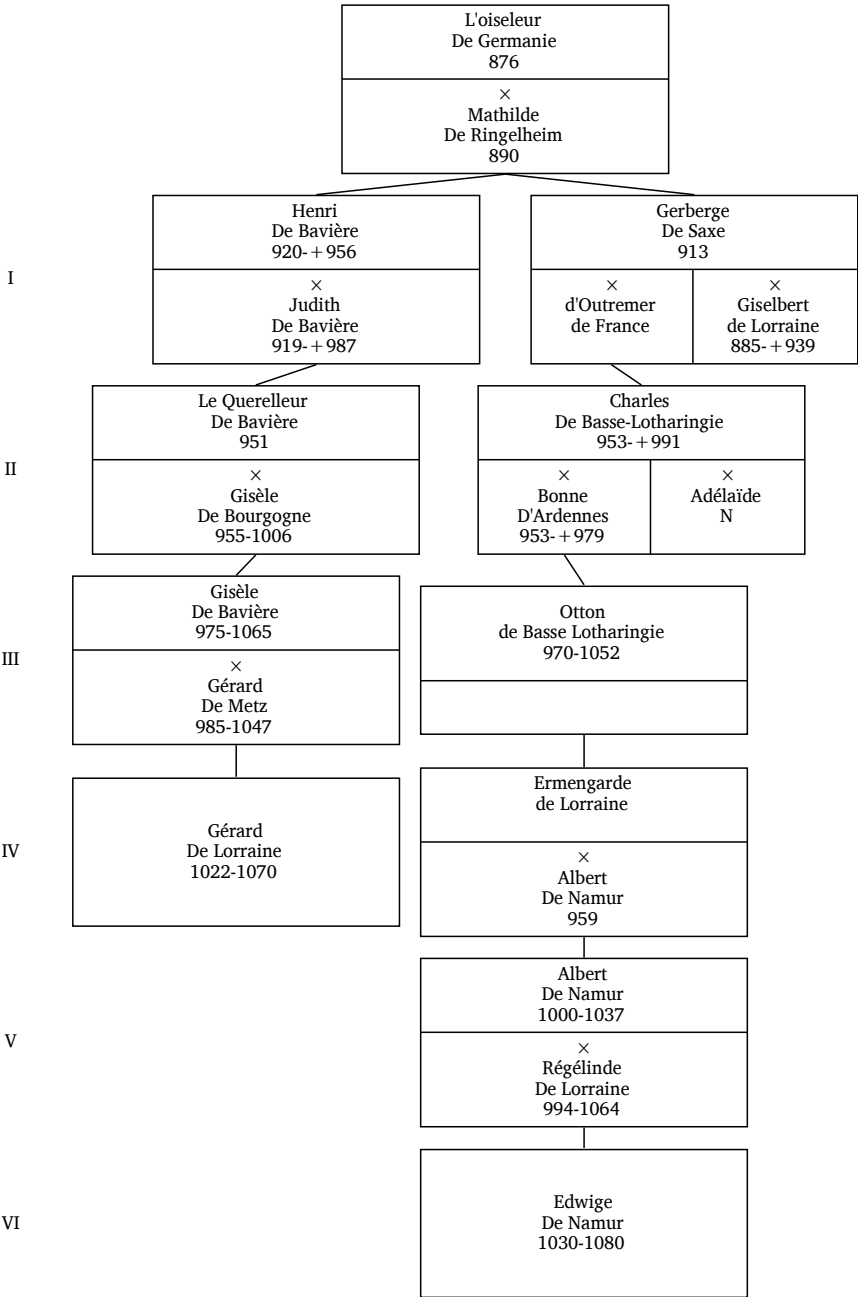 L'oiseleur
De Germanie
876
×
Mathilde
De Ringelheim
890
I
Henri
De Bavière
920-+956
×
Judith
De Bavière
919-+987
Gerberge
De Saxe
913
×
d'Outremer
de France
×
Giselbert
de Lorraine
885-+939
II
Le Querelleur
De Bavière
951
×
Gisèle
De Bourgogne
955-1006
Charles
De Basse-Lotharingie
953-+991
×
Bonne
D'Ardennes
953-+979
×
Adélaïde
N
III
Gisèle
De Bavière
975-1065
×
Gérard
De Metz
985-1047
Otton
de Basse Lotharingie
970-1052
IV
Gérard
De Lorraine
1022-1070
Ermengarde
de Lorraine
×
Albert
De Namur
959
V
Albert
De Namur
1000-1037
×
Régélinde
De Lorraine
994-1064
VI
Edwige
De Namur
1030-1080